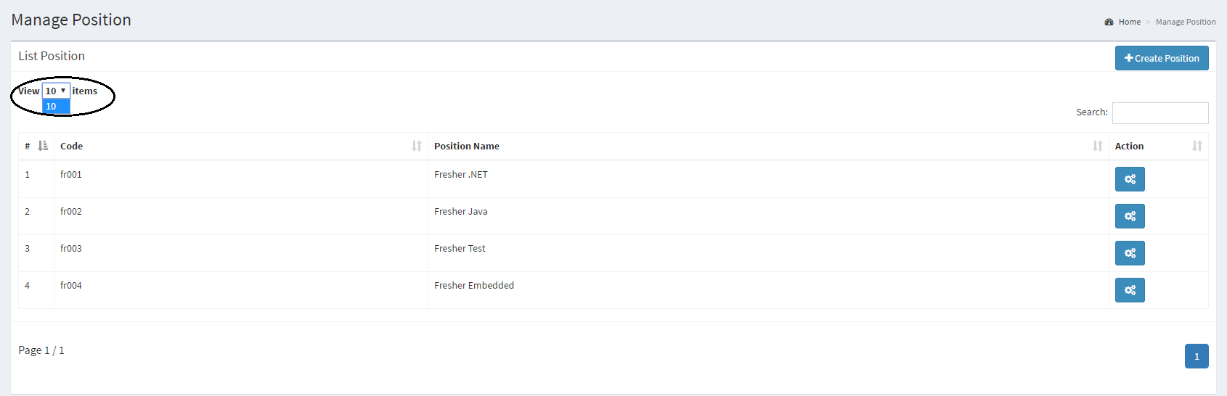 Manage Position
Home > Manage Position
List Position
Create Position
View 10 items
10
Search:
# Code Position Name Action
1 fr001 Fresher .NET
2 fr002 Fresher Java
3 fr003 Fresher Test
4 fr004 Fresher Embedded
Page 1 / 1
1